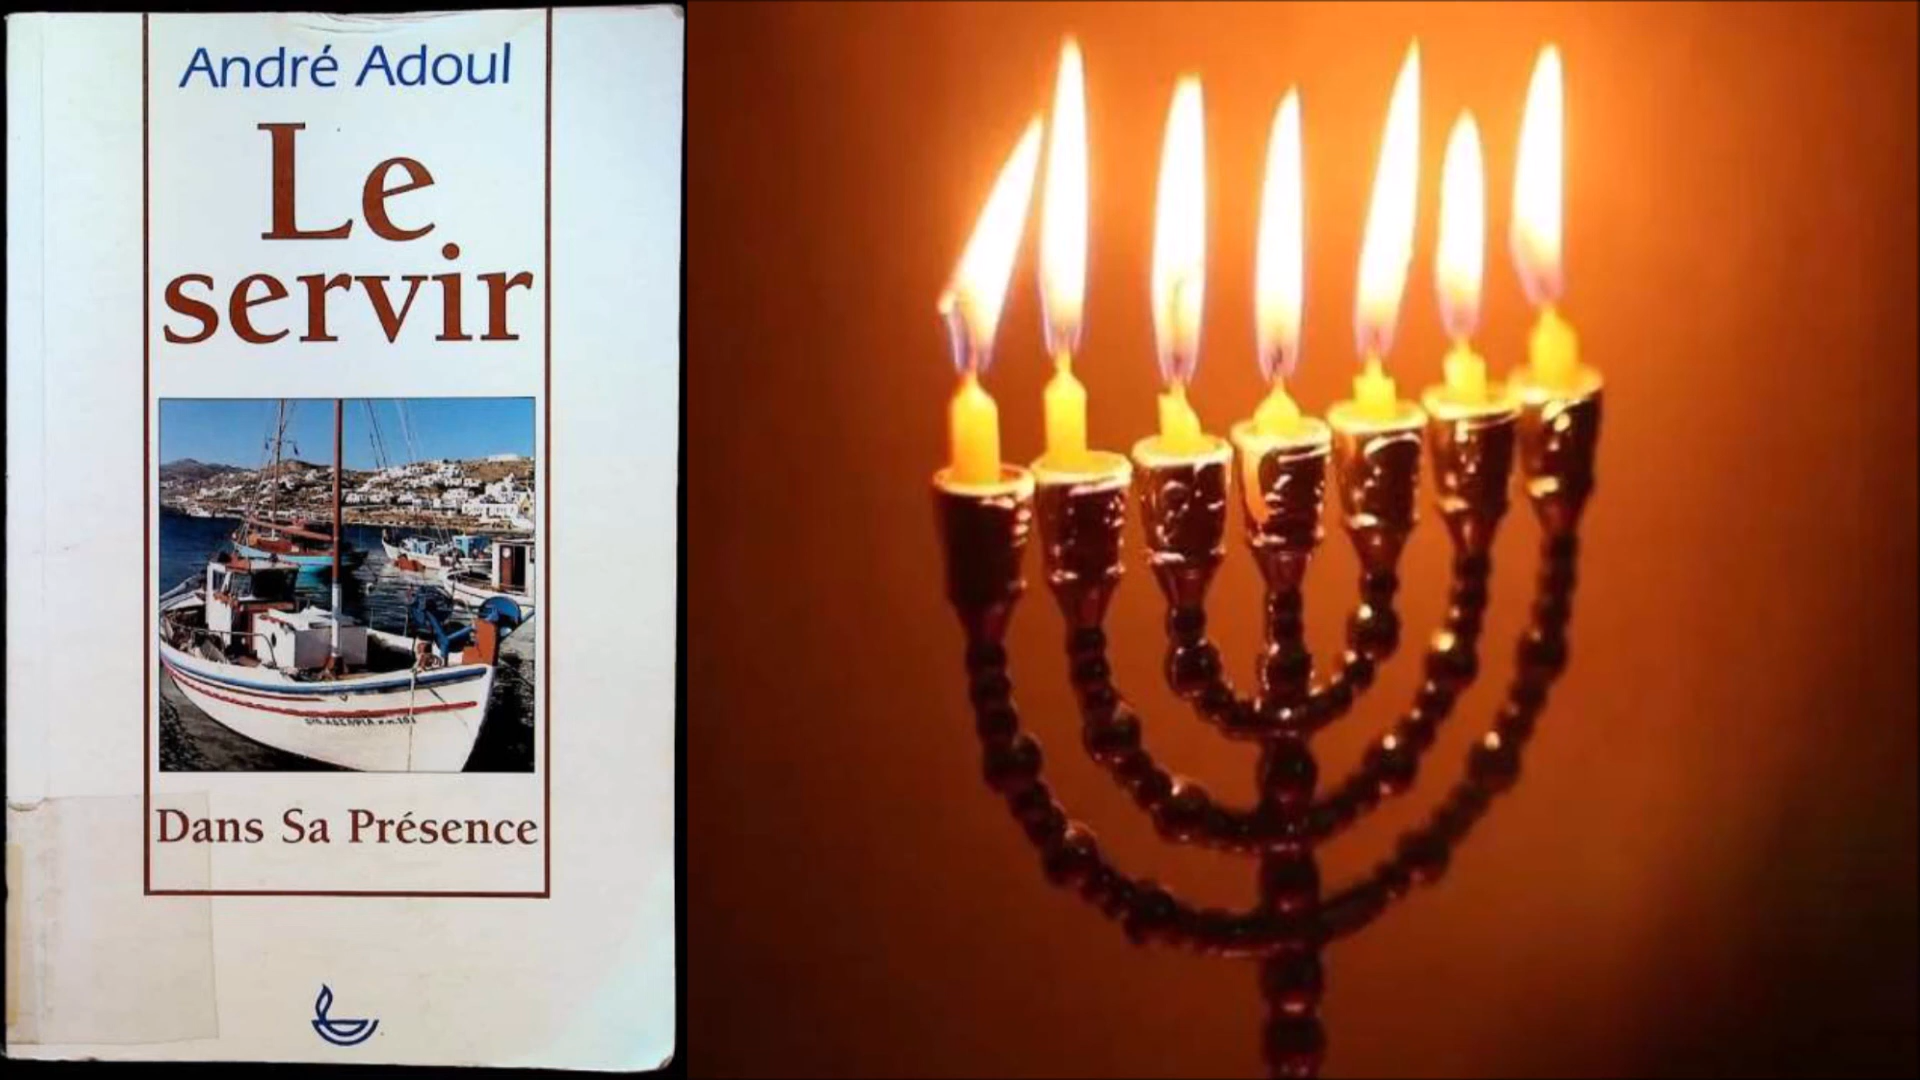 André Adoul
Le
servir
Dans Sa Présence